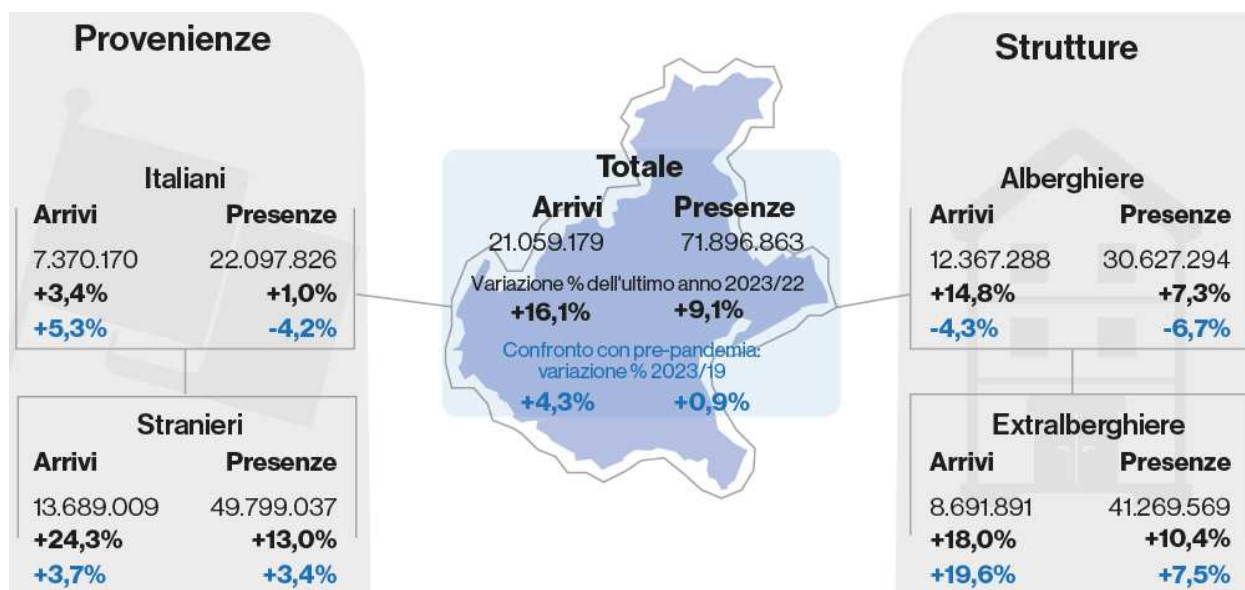 Provenienze
Italiani
Arrivi Presenze
7.370.170 22.097.826
+3,4% +1,0%
+5,3% -4,2%
Stranieri
Arrivi Presenze
13.689.009 49.799.037
+24,3% +13,0%
+3,7% +3,4%
Totale
Arrivi Presenze
21.059.179 71.896.863
Variazione % dell'ultimo anno 2023/22
+16,1% +9,1%
Confronto con pre-pandemia:
variazione % 2023/19
+4,3% +0,9%
Strutture
Alberghiere
Arrivi Presenze
12.367.288 30.627.294
+14,8% +7,3%
-4,3% -6,7%
Extralberghiere
Arrivi Presenze
8.691.891 41.269.569
+18,0% +10,4%
+19,6% +7,5%